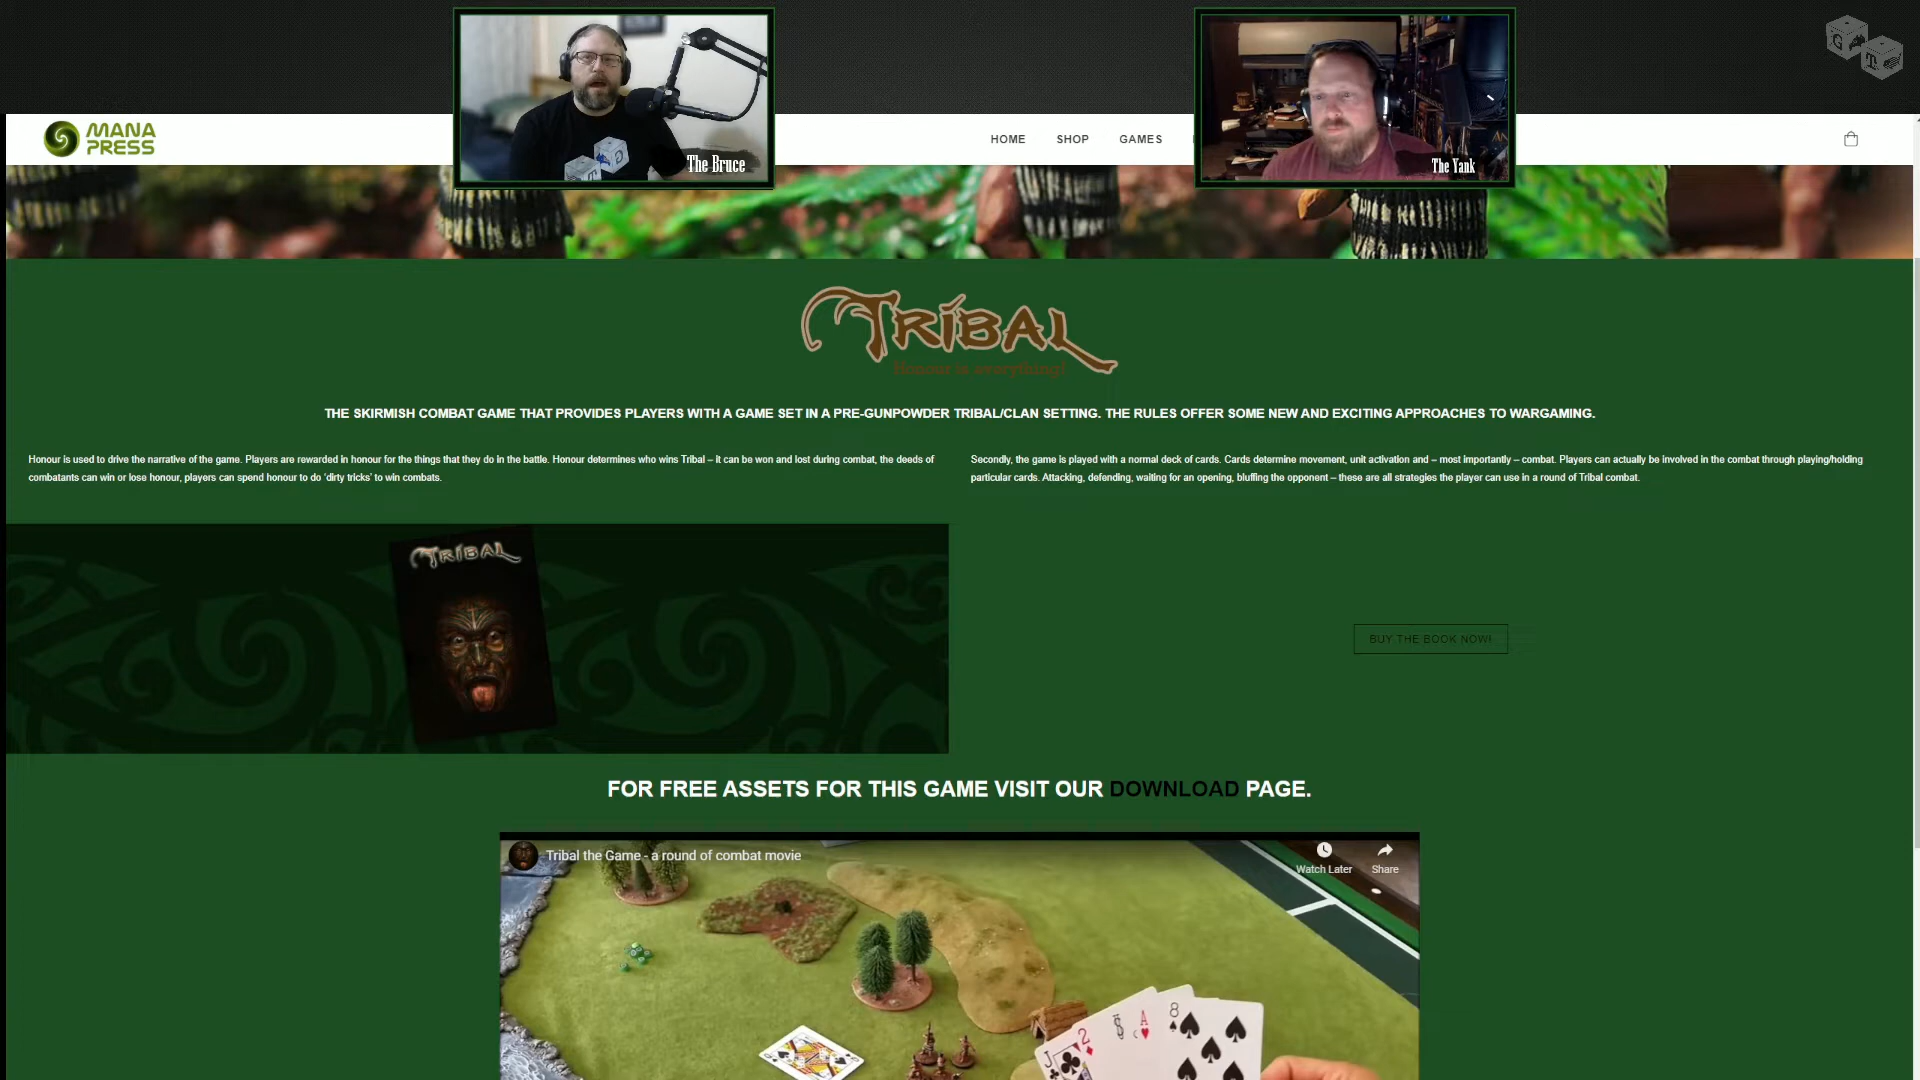 MANA
PRESS
The Bruce
HOME
SHOP
GAMES
The Yank
G
T
TRIBAL
Honour is everything!
THE SKIRMISH COMBAT GAME THAT PROVIDES PLAYERS WITH A GAME SET IN A PRE-GUNPOWDER TRIBAL/CLAN SETTING. THE RULES OFFER SOME NEW AND EXCITING APPROACHES TO WARGAMING.
Honour is used to drive the narrative of the game. Players are rewarded in honour for the things that they do in the battle. Honour determines who wins Tribal – it can be won and lost during combat, the deeds of
combatants can win or lose honour, players can spend honour to do ‘dirty tricks’ to win combats.
Secondly, the game is played with a normal deck of cards. Cards determine movement, unit activation and – most importantly – combat. Players can actually be involved in the combat through playing/holding
particular cards. Attacking, defending, waiting for an opening, bluffing the opponent – these are all strategies the player can use in a round of Tribal combat.
TRIBAL
BUY THE BOOK NOW!
FOR FREE ASSETS FOR THIS GAME VISIT OUR DOWNLOAD PAGE.
Tribal the Game - a round of combat movie
Watch Later
Share
J
2
A
8